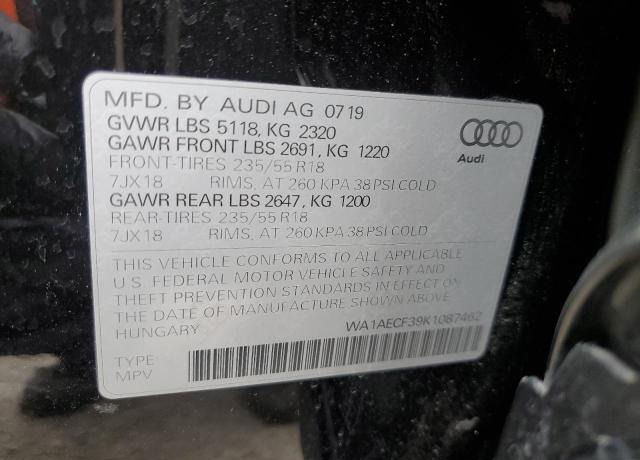 MFD. BY AUDI AG 0719
GVWR LBS 5118, KG 2320
GAWR FRONT LBS 2691, KG 1220
FRONT-TIRES 235/55 R18
7JX18 RIMS, AT 260 KPA 38 PSI COLD
GAWR REAR LBS 2647, KG 1200
REAR-TIRES 235/55 R18
7JX18 RIMS, AT 260 KPA 38 PSI COLD
Audi
THIS VEHICLE CONFORMS TO ALL APPLICABLE
U.S. FEDERAL MOTOR VEHICLE SAFETY AND
THEFT PREVENTION STANDARDS IN EFFECT ON
THE DATE OF MANUFACTURE SHOWN ABOVE.
HUNGARY
WA1AECF39K1087462
TYPE
MPV